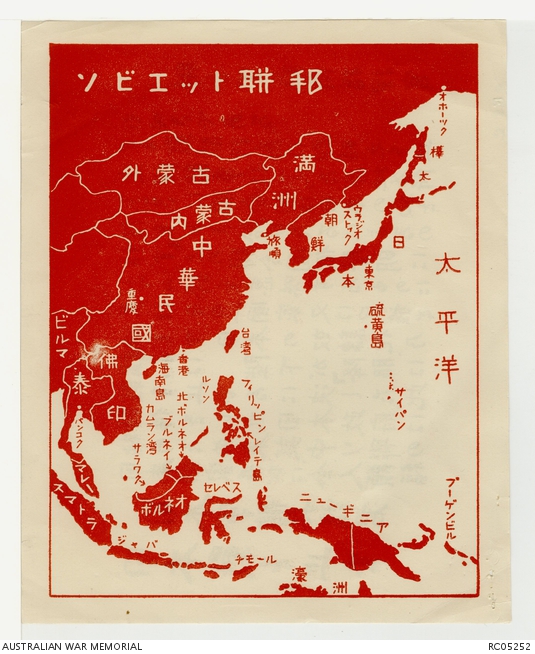 ソビエット聯邦
オホーツク
樺太
満洲
外蒙古
内蒙古
ウラジオストック
朝鮮
旅順
日本
東京
太平洋
中華民國
重慶
硫黄島
台湾
ビルマ
佛印
泰
香港
海南島
ルソン
フィリッピン
レイテ島
サイパン
カムラン湾
北ボルネオ
ブルネイ
サラワク
バンコク
マレー
スマトラ
ボルネオ
セレベス
ニューギニア
ブーゲンビル
ジャバ
チモール
濠洲
AUSTRALIAN WAR MEMORIAL
RC05252